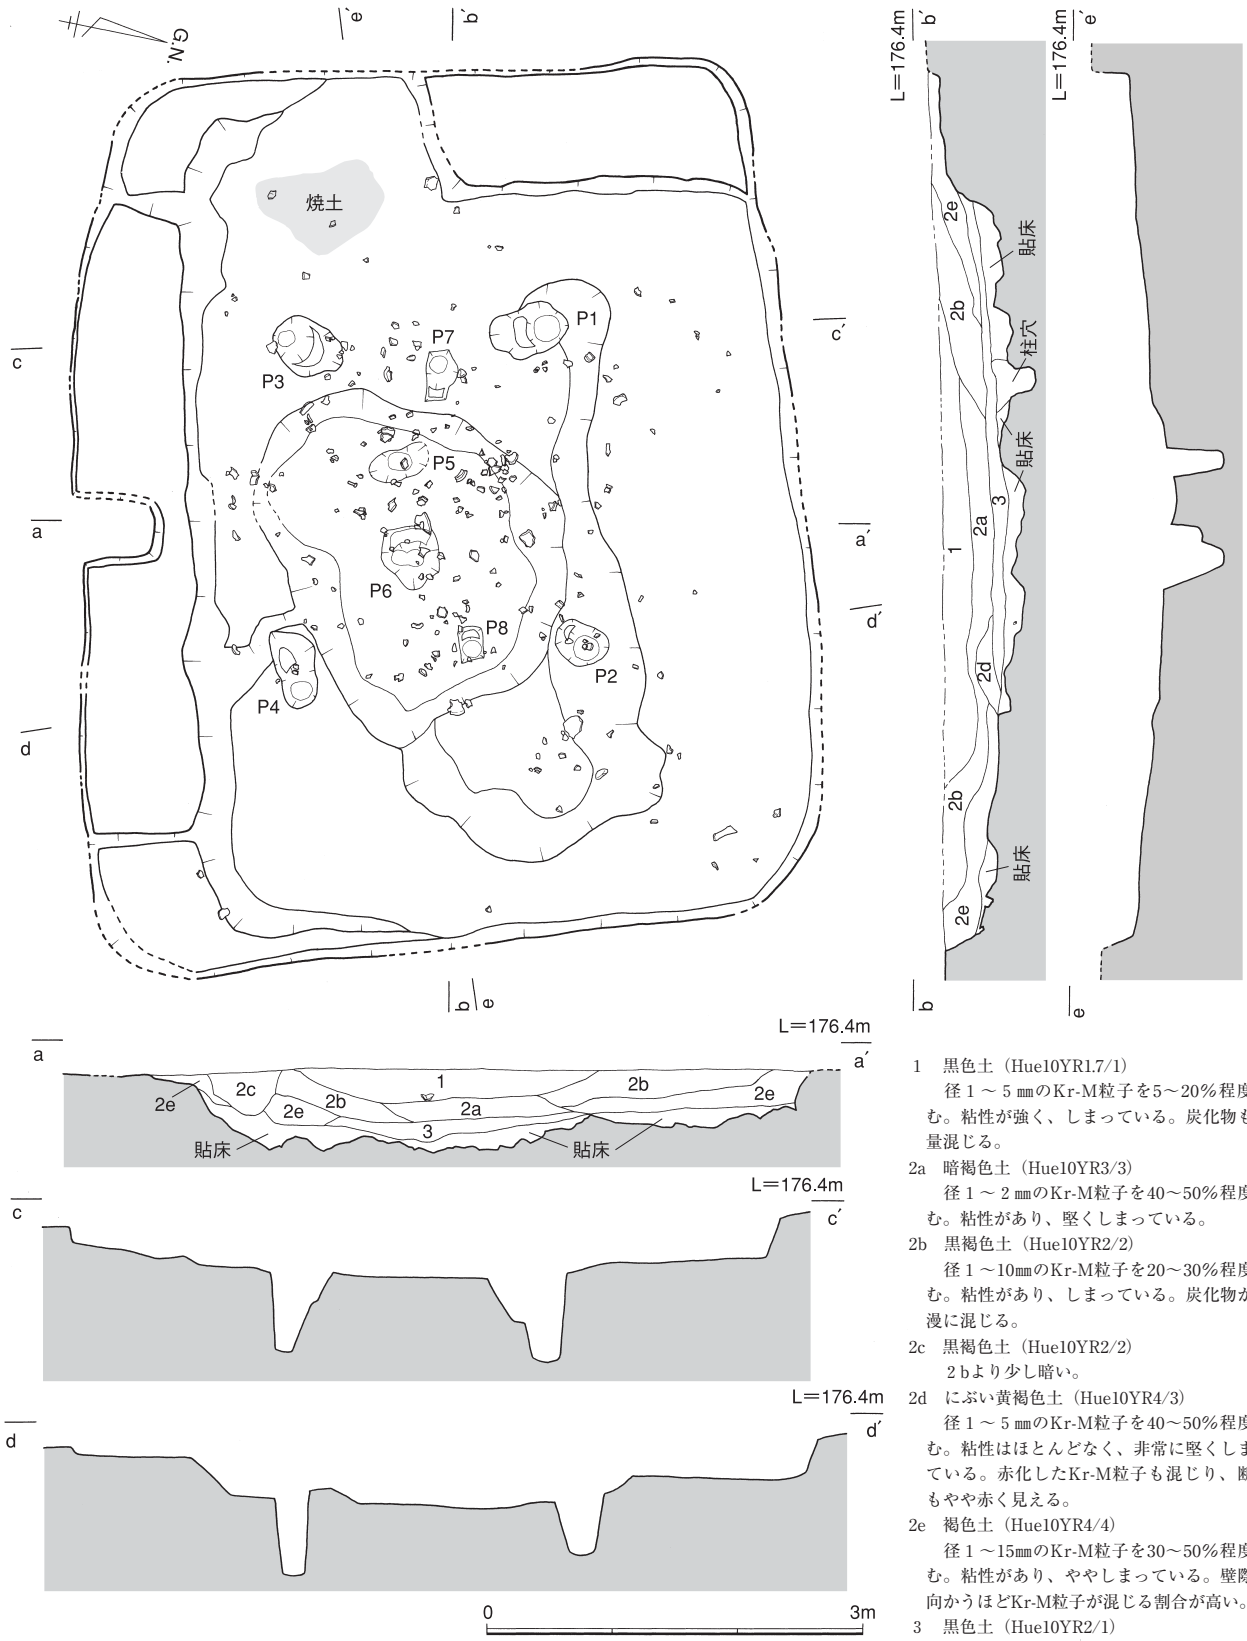 G.N.
e′
b′
焼土
P1
P7
P3
P5
P6
P8
P2
P4
c
c′
a
a′
d
d′
b
e
L＝176.4m
b′
2e
貼床
2b
柱穴
貼床
3
2a
1
2d
2b
貼床
2e
b
L＝176.4m
e′
e
L＝176.4m
a
a′
2e
2c
2e
2b
1
2a
3
2b
2e
貼床
貼床
L＝176.4m
c
c′
L＝176.4m
d
d′
0
3m
1　黒色土（Hue10YR1.7/1）
径１～５㎜のKr-M粒子を5～20％程度
む。粘性が強く、しまっている。炭化物も
量混じる。
2a　暗褐色土（Hue10YR3/3）
径１～２㎜のKr-M粒子を40～50％程度
む。粘性があり、堅くしまっている。
2b　黒褐色土（Hue10YR2/2）
径１～10㎜のKr-M粒子を20～30％程度
む。粘性があり、しまっている。炭化物が
漫に混じる。
2c　黒褐色土（Hue10YR2/2）
２bより少し暗い。
2d　にぶい黄褐色土（Hue10YR4/3）
径１～５㎜のKr-M粒子を40～50％程度
む。粘性はほとんどなく、非常に堅くしま
ている。赤化したKr-M粒子も混じり、断
もやや赤く見える。
2e　褐色土（Hue10YR4/4）
径１～15㎜のKr-M粒子を30～50％程度
む。粘性があり、ややしまっている。壁際
向かうほどKr-M粒子が混じる割合が高い。
3　黒色土（Hue10YR2/1）